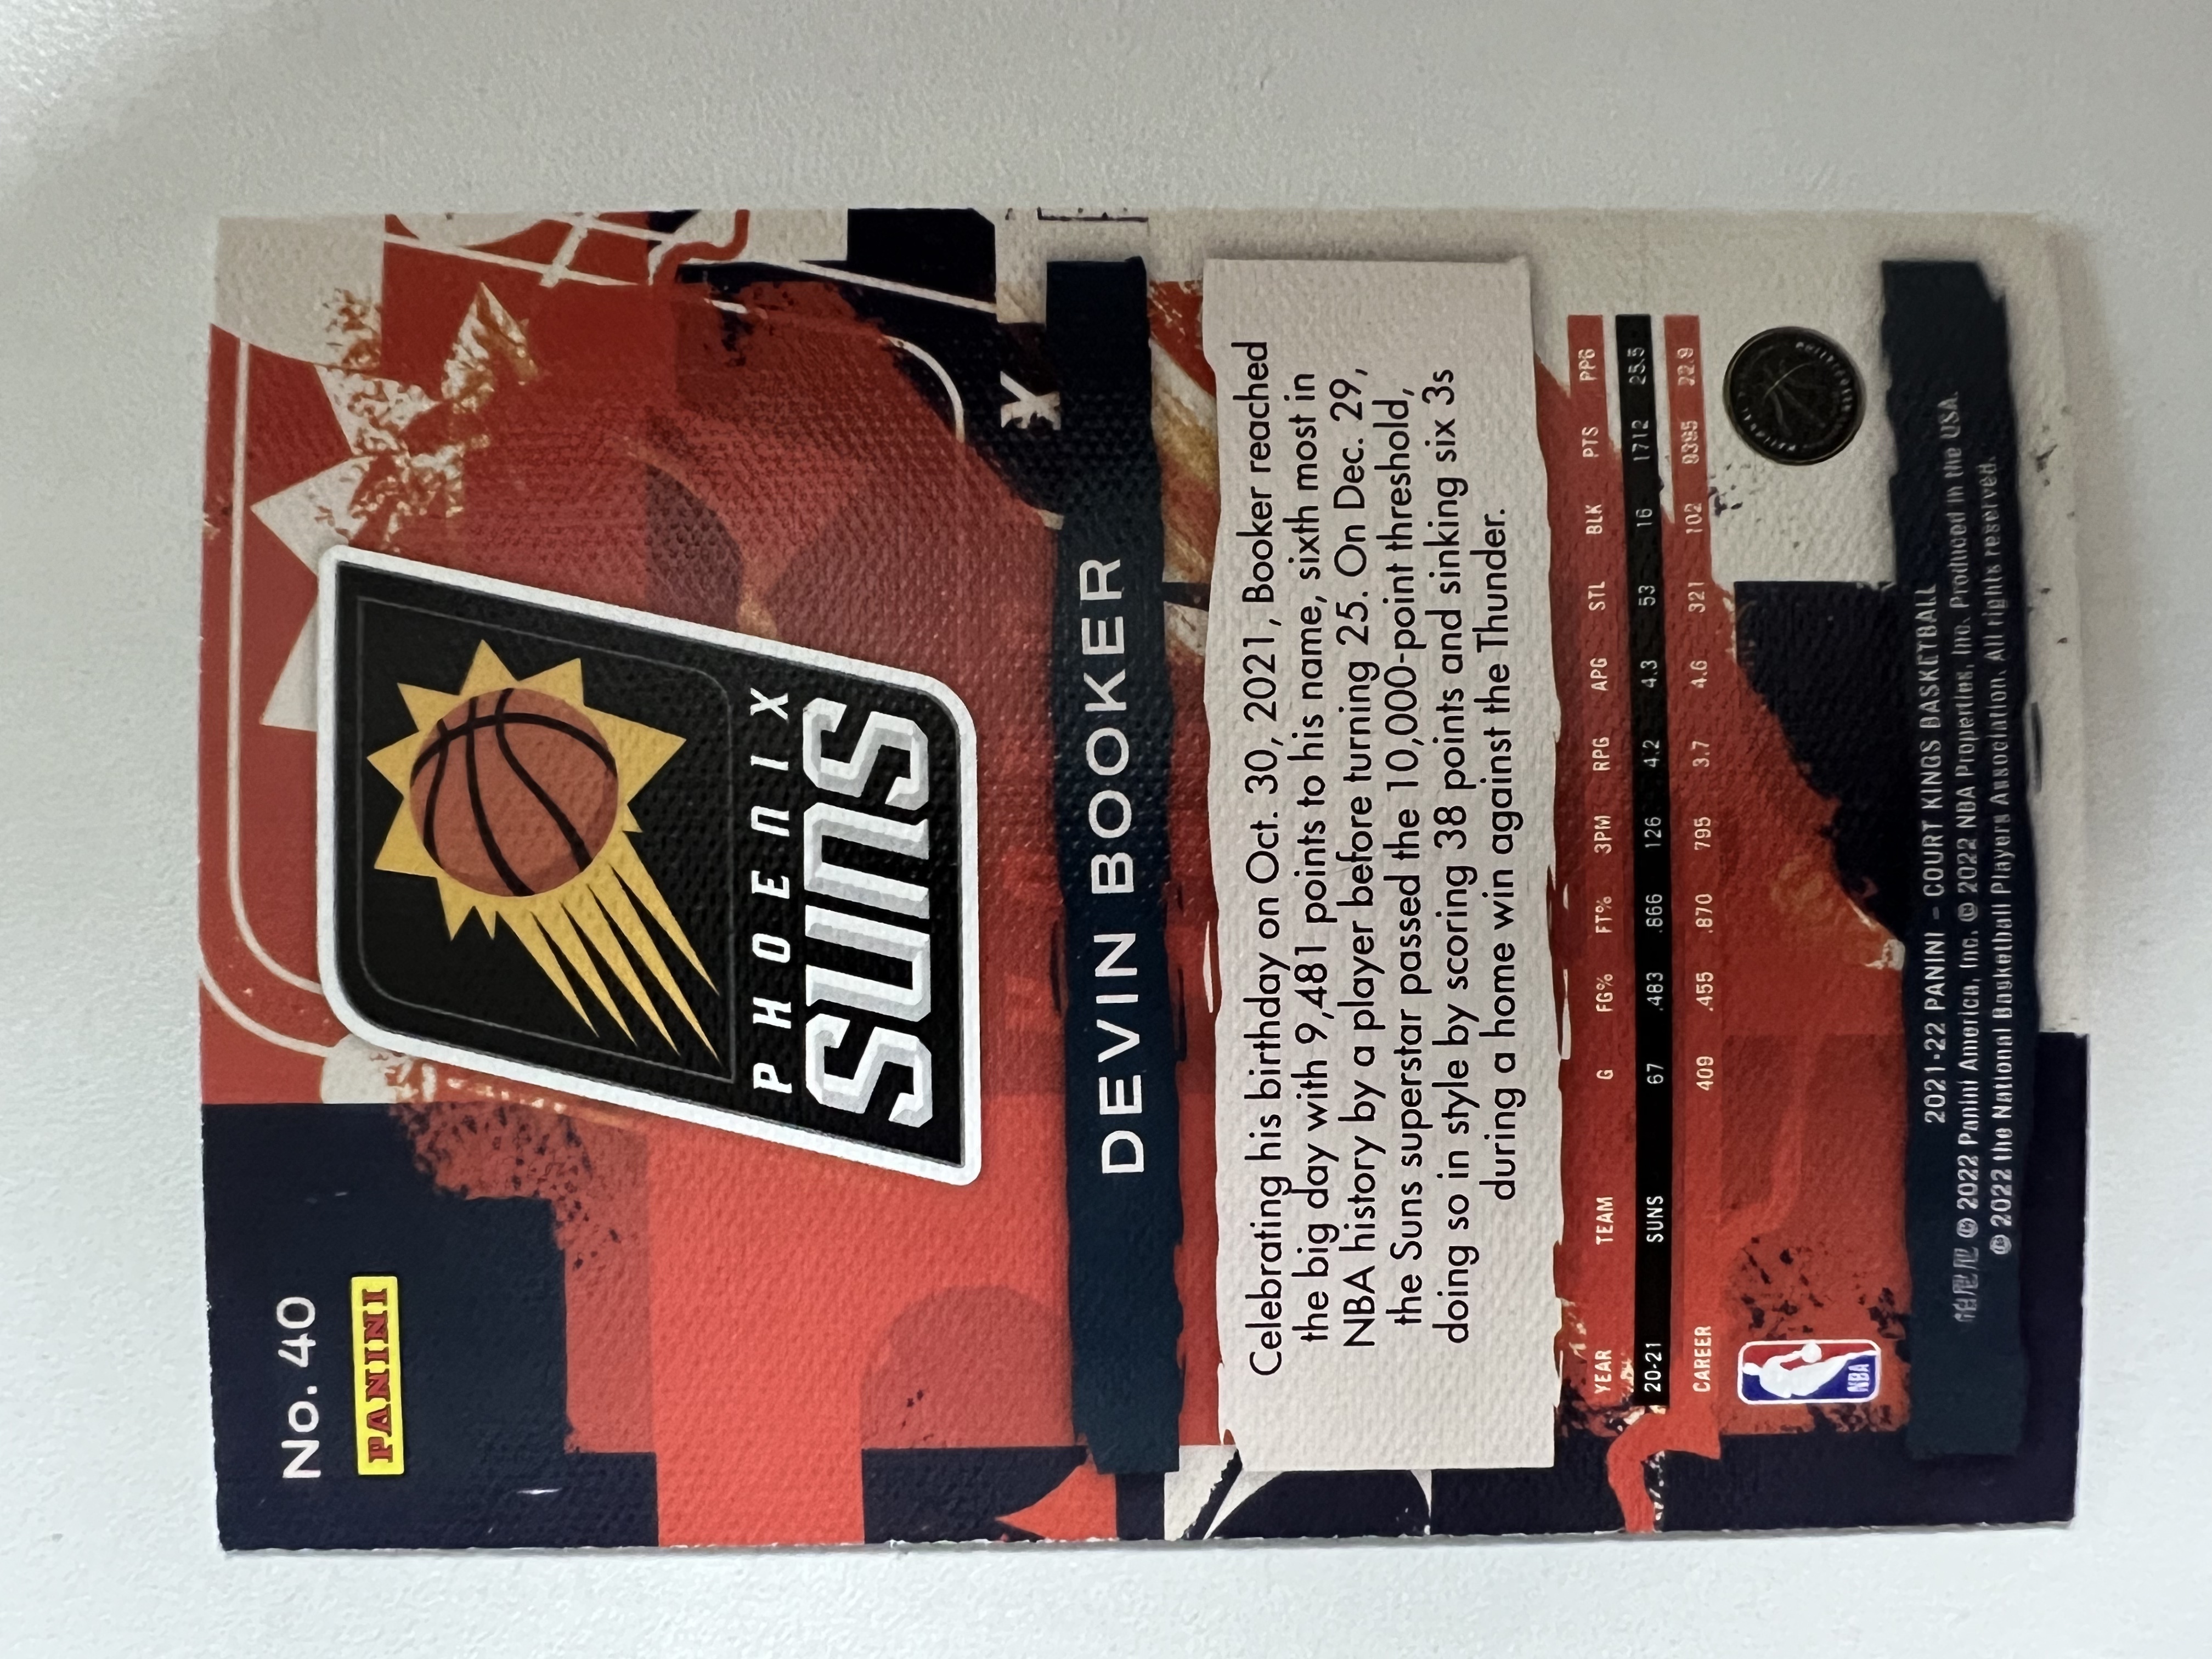 No. 40
PANINI
PHOENIX
SUNS
DEVIN BOOKER
Celebrating his birthday on Oct. 30, 2021, Booker reached
the big day with 9,481 points to his name, sixth most in
NBA history by a player before turning 25. On Dec. 29,
the Suns superstar passed the 10,000-point threshold,
doing so in style by scoring 38 points and sinking six 3s
during a home win against the Thunder.
YEAR TEAM G FG% FT% 3PM RPG APG STL BLK PTS PPG
20-21 SUNS 67 .483 .866 126 4.2 4.3 53 16 1712 25.5
CAREER 409 .455 .870 795 3.7 4.6 321 102 9395 22.9
NBA
2021-22 PANINI – COURT KINGS BASKETBALL
帕尼尼 © 2022 Panini America, Inc. © 2022 NBA Properties, Inc. Produced in the USA.
© 2022 the National Basketball Players Association. All rights reserved.